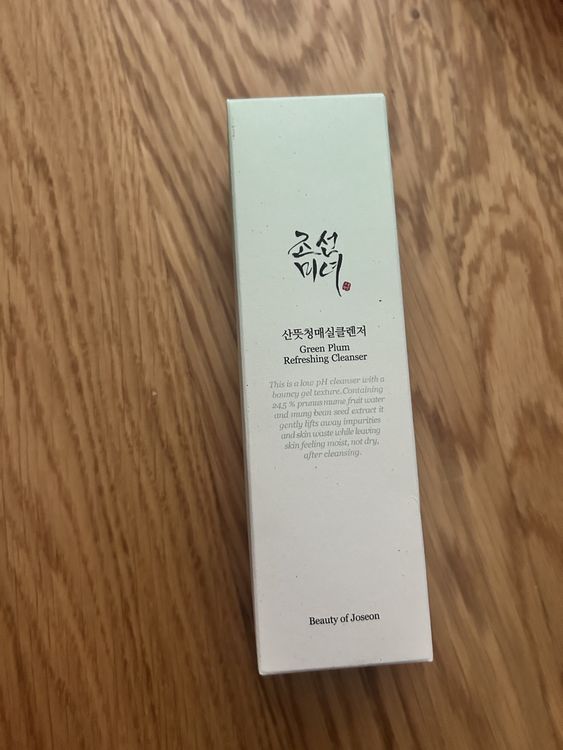 조선
미녀
산뜻청매실클렌저
Green Plum
Refreshing Cleanser
This is a low pH cleanser with a
bouncy gel texture.Containing
24.5 % prunus mume fruit water
and mung bean seed extract it
gently lifts away impurities
and skin waste while leaving
skin feeling moist, not dry,
after cleansing.
Beauty of Joseon